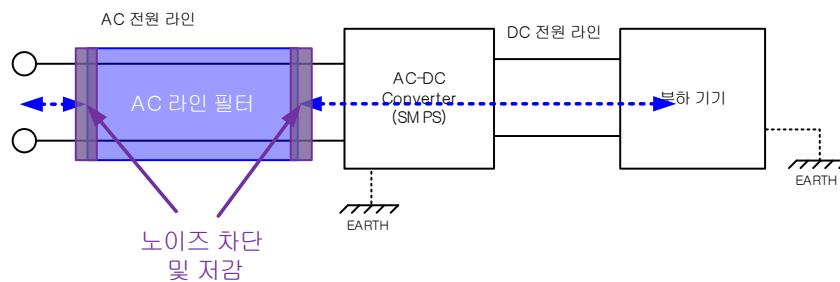 AC 전원 라인
DC 전원 라인
AC 라인 필터
AC-DC
Converter
(SMPS)
부하 기기
EARTH
EARTH
노이즈 차단
및 저감